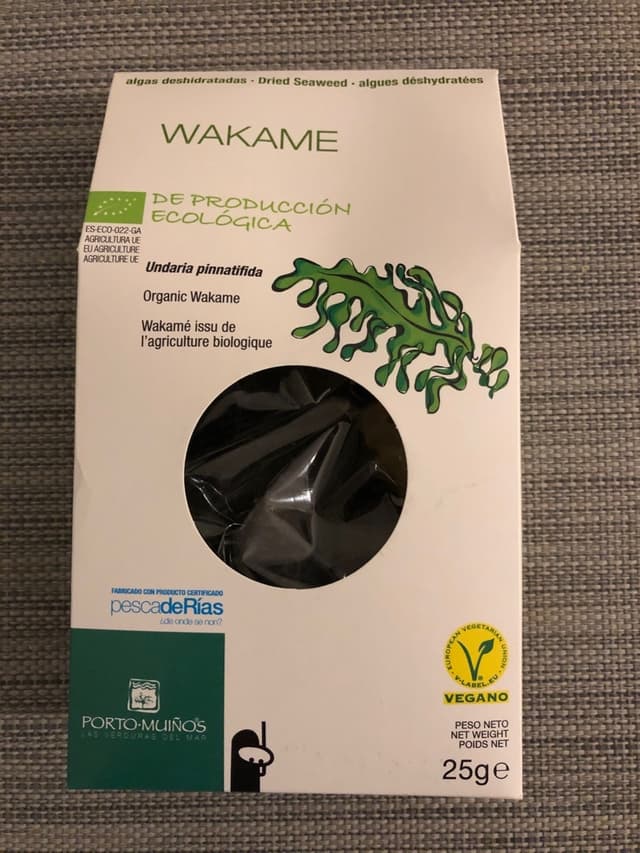 algas deshidratadas - Dried Seaweed - algues déshydratées
WAKAME
DE PRODUCCIÓN
ECOLÓGICA
ES-ECO-022-GA
AGRICULTURA UE
EU AGRICULTURE
AGRICULTURE UE
Undaria pinnatifida
Organic Wakame
Wakamé issu de
l'agriculture biologique
FABRICADO CON PRODUCTO CERTIFICADO
pescadeRías
¿de onde se non?
PORTO-MUIÑOS
LAS VERDURAS DEL MAR
EUROPEAN VEGETARIAN UNION
V-LABEL.EU
VEGANO
PESO NETO
NET WEIGHT
POIDS NET
25g e